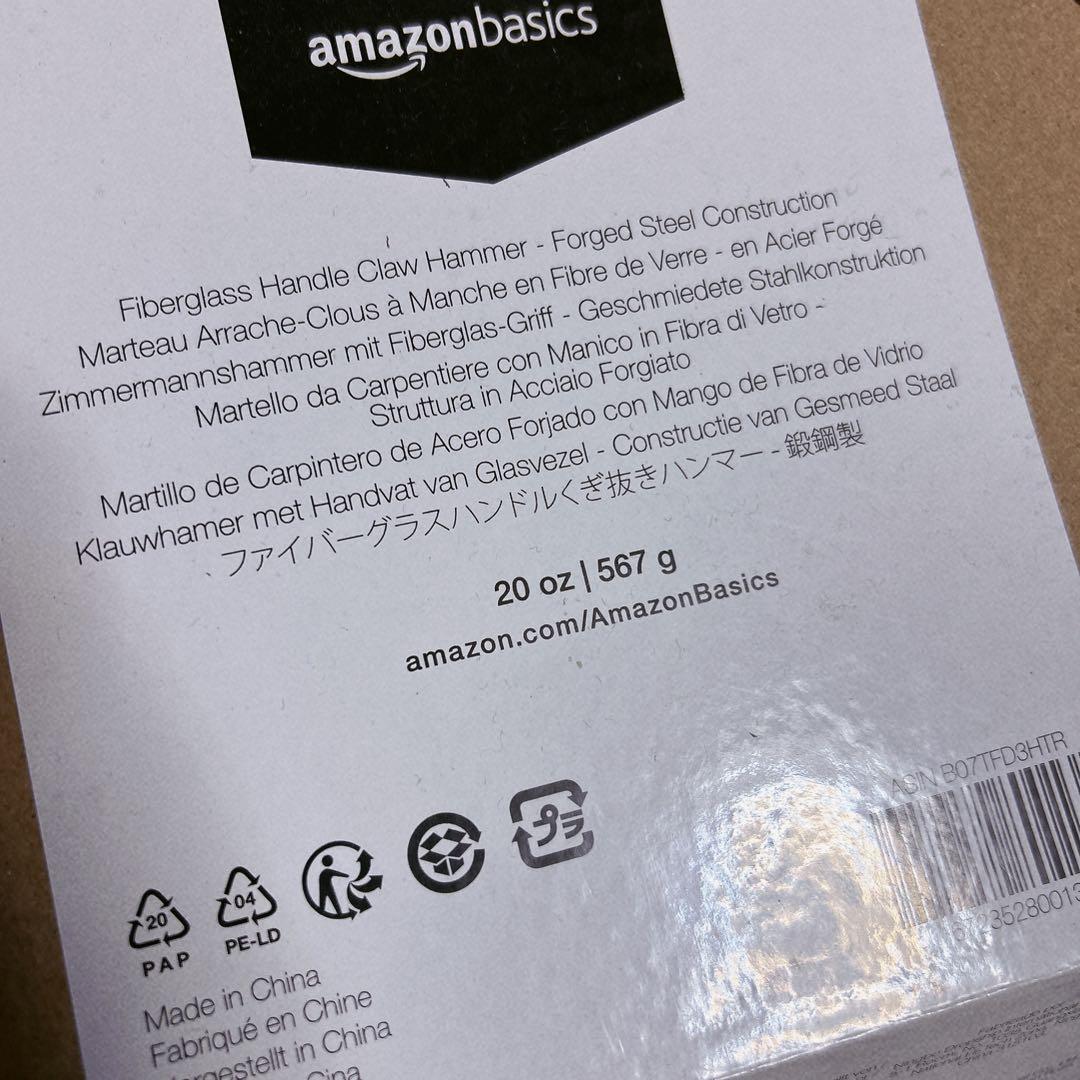 amazonbasics
Fiberglass Handle Claw Hammer - Forged Steel Construction
Marteau Arrache-Clous à Manche en Fibre de Verre - en Acier Forgé
Zimmermannshammer mit Fiberglas-Griff - Geschmiedete Stahlkonstruktion
Martello da Carpentiere con Manico in Fibra di Vetro -
Struttura in Acciaio Forgiato
Martillo de Carpintero de Acero Forjado con Mango de Fibra de Vidrio
Klauwhamer met Handvat van Glasvezel - Constructie van Gesmeed Staal
ファイバーグラスハンドルくぎ抜きハンマー - 鍛鋼製
20 oz | 567 g
amazon.com/AmazonBasics
ASIN B07TFD3HTR
プラ
20
PAP
04
PE-LD
Made in China
Fabriqué en Chine
in China